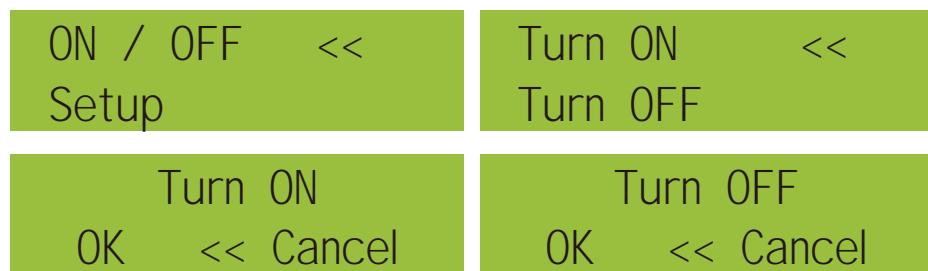 ON / OFF <<
Setup
Turn ON <<
Turn OFF
Turn ON
OK << Cancel
Turn OFF
OK << Cancel